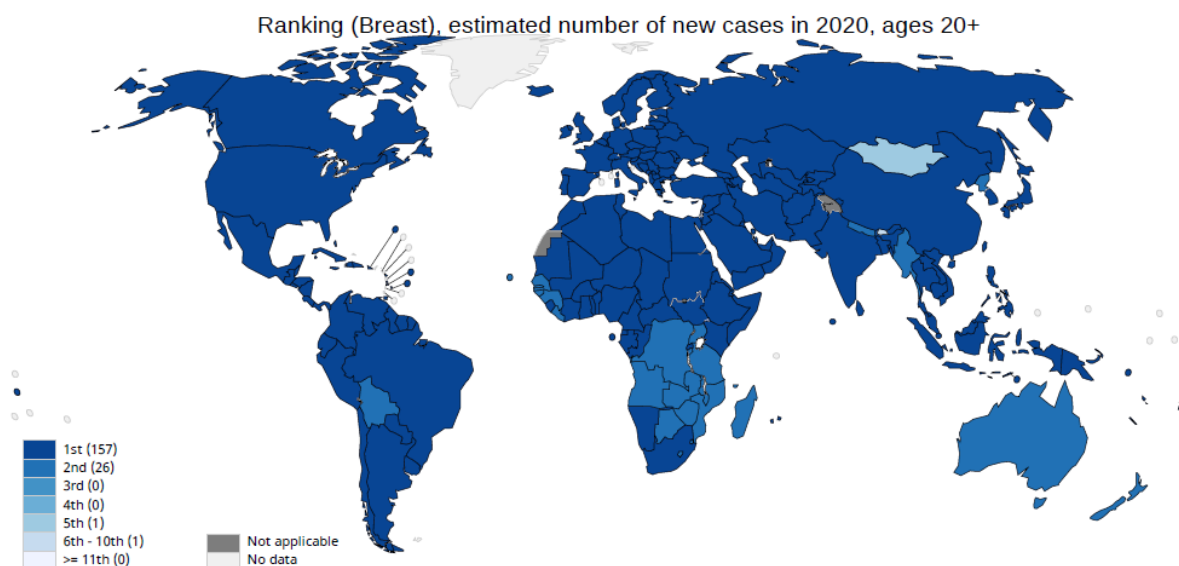 Ranking (Breast), estimated number of new cases in 2020, ages 20+
1st (157)
2nd (26)
3rd (0)
4th (0)
5th (1)
6th - 10th (1)
>= 11th (0)
Not applicable
No data